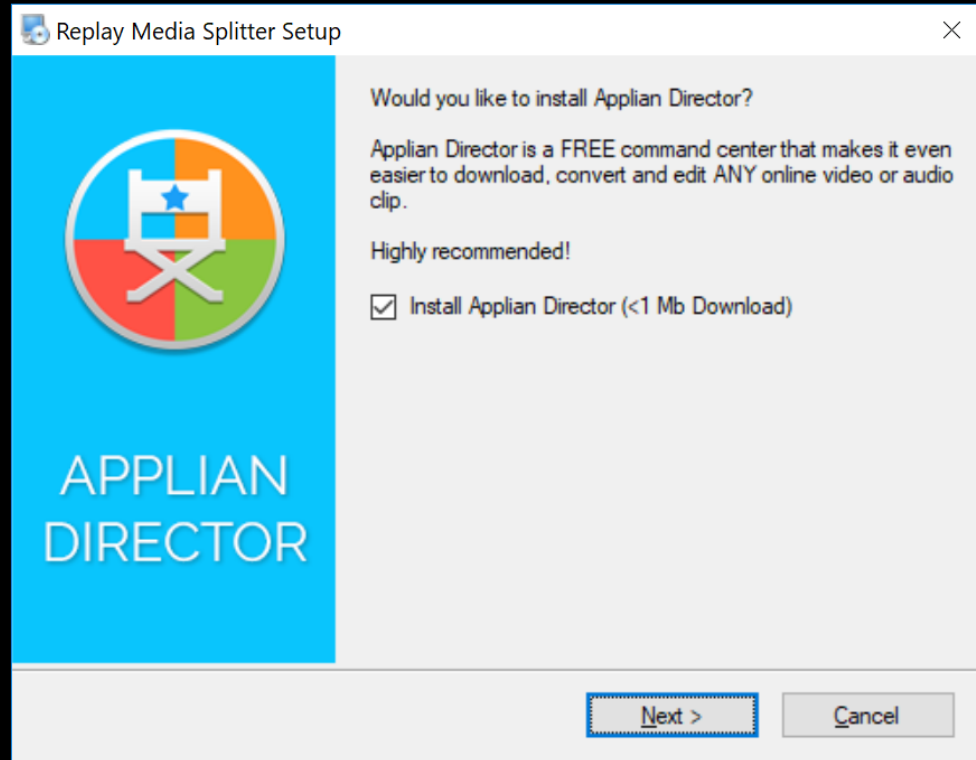 Replay Media Splitter Setup
Would you like to install Applian Director?
Applian Director is a FREE command center that makes it even
easier to download, convert and edit ANY online video or audio
clip.
Highly recommended!
Install Applian Director (<1 Mb Download)
APPLIAN
DIRECTOR
Next >
Cancel